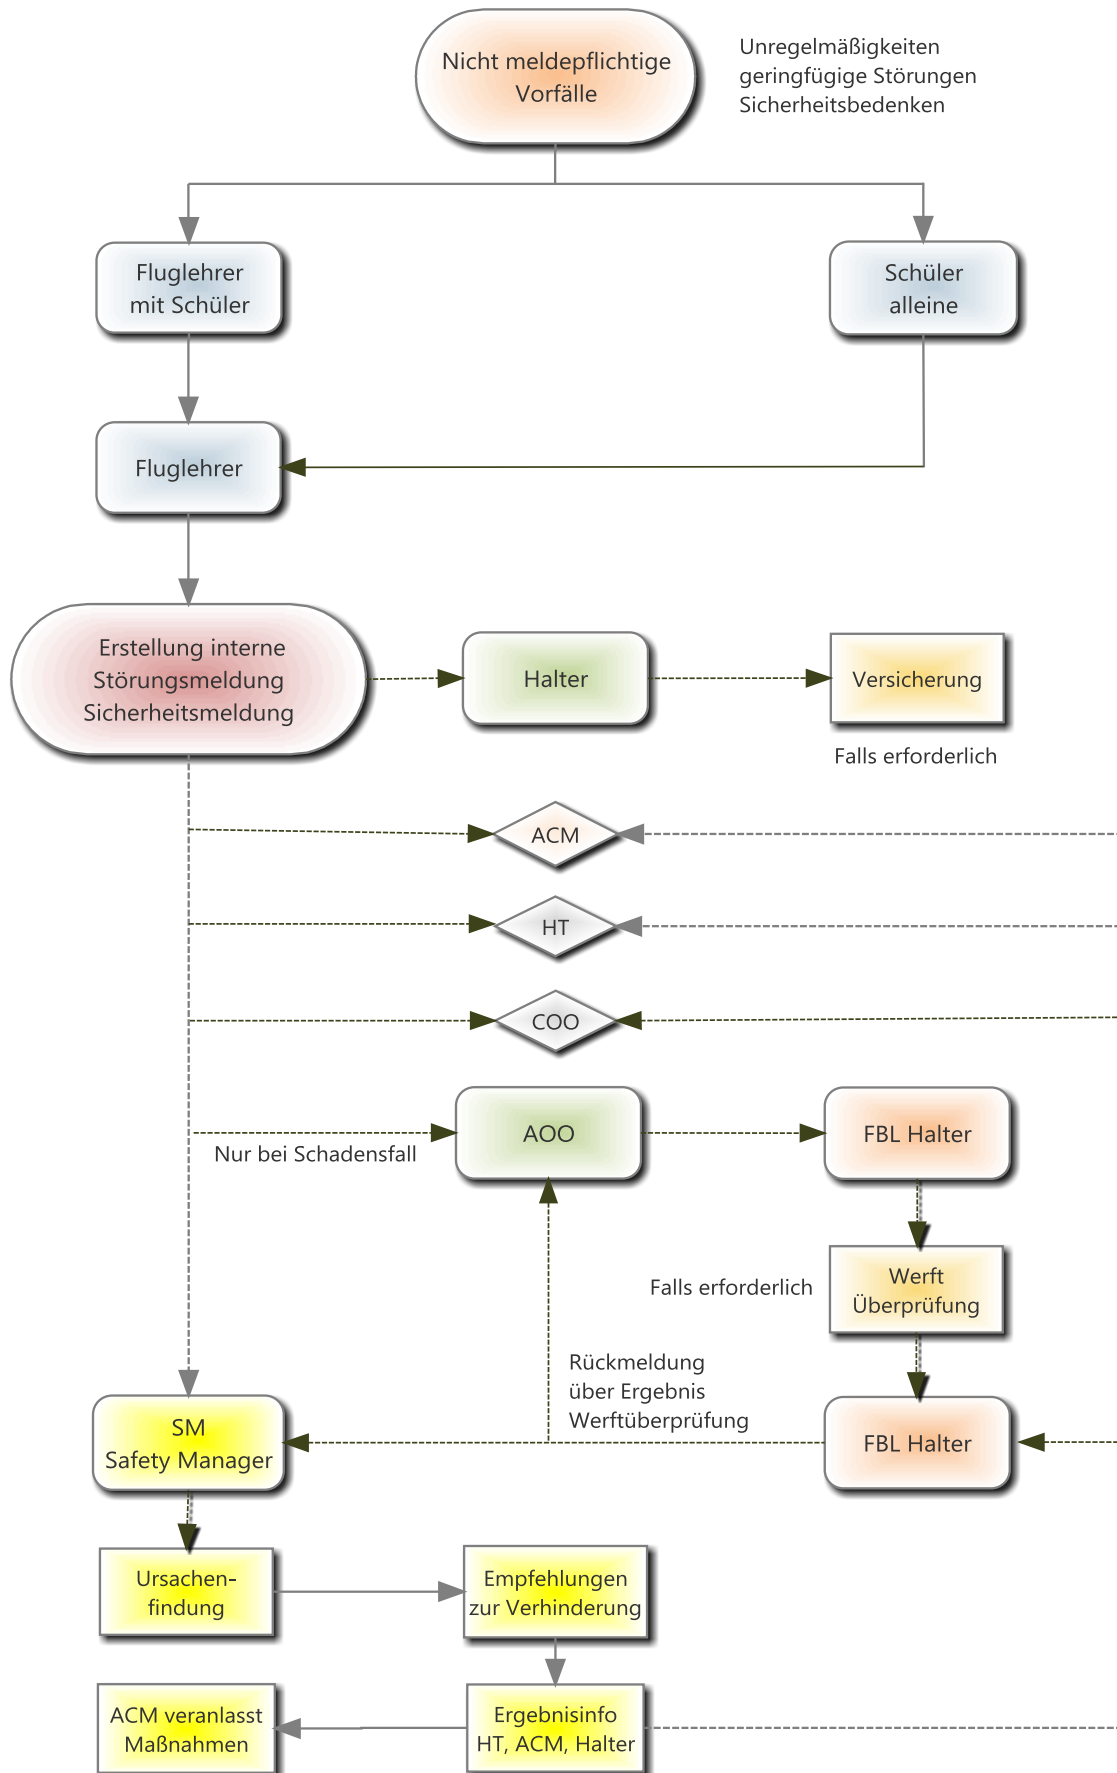 Nicht meldepflichtige
Vorfälle
Unregelmäßigkeiten
geringfügige Störungen
Sicherheitsbedenken
Fluglehrer
mit Schüler
Schüler
alleine
Fluglehrer
Erstellung interne
Störungsmeldung
Sicherheitsmeldung
Halter
Versicherung
Falls erforderlich
ACM
HT
COO
Nur bei Schadensfall
AOO
FBL Halter
Falls erforderlich
Werft
Überprüfung
Rückmeldung
über Ergebnis
Werftüberprüfung
SM
Safety Manager
FBL Halter
Ursachen-
findung
Empfehlungen
zur Verhinderung
ACM veranlasst
Maßnahmen
Ergebnisinfo
HT, ACM, Halter